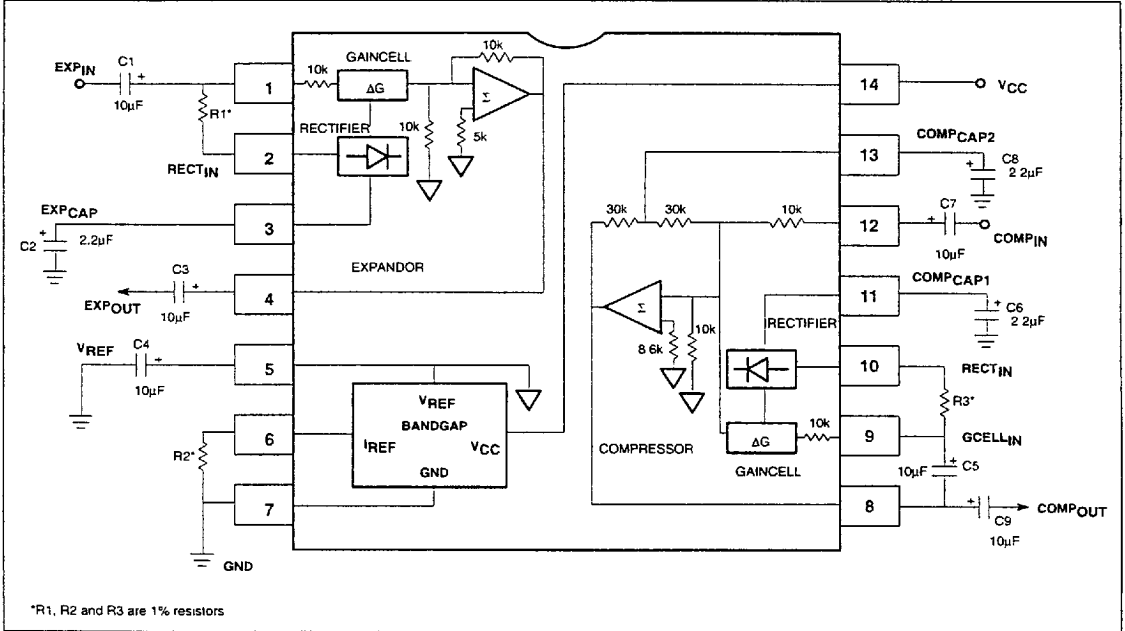 EXPIN
C1
+
10µF
R1*
1
2
RECTIN
EXPCAP
C2
+
2.2µF
3
C3
+
EXPOUT
10µF
4
VREF
C4
+
10µF
5
6
R2*
7
GND
10k
GAINCELL
ΔG
RECTIFIER
10k
10k
Σ
5k
EXPANDOR
VREF
BANDGAP
IREF
VCC
GND
30k
30k
10k
Σ
8 6k
10k
RECTIFIER
COMPRESSOR
ΔG
10k
GAINCELL
14
VCC
13
COMPCAP2
+
C8
2 2µF
12
C7
+
10µF
COMPIN
11
COMPCAP1
+
C6
2 2µF
10
RECTIN
R3*
9
GCELLIN
+
10µF
C5
8
+
C9
10µF
COMPOUT
*R1, R2 and R3 are 1% resistors